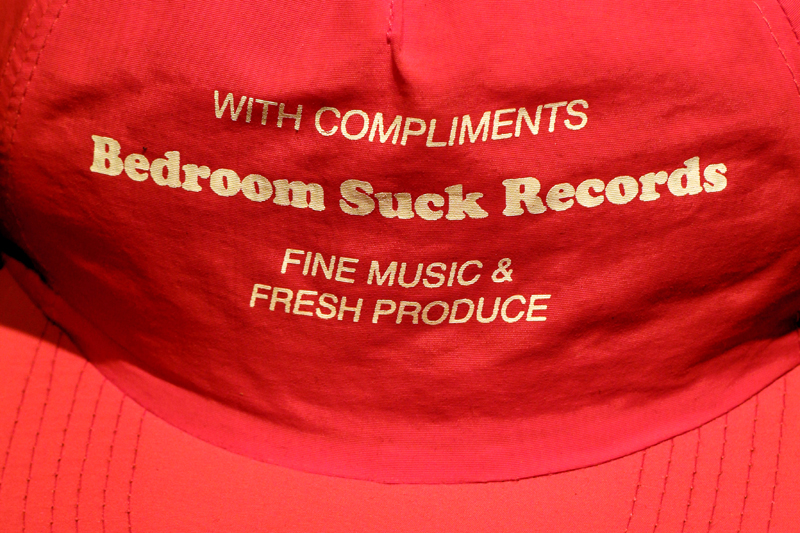 WITH COMPLIMENTS
Bedroom Suck Records
FINE MUSIC &
FRESH PRODUCE